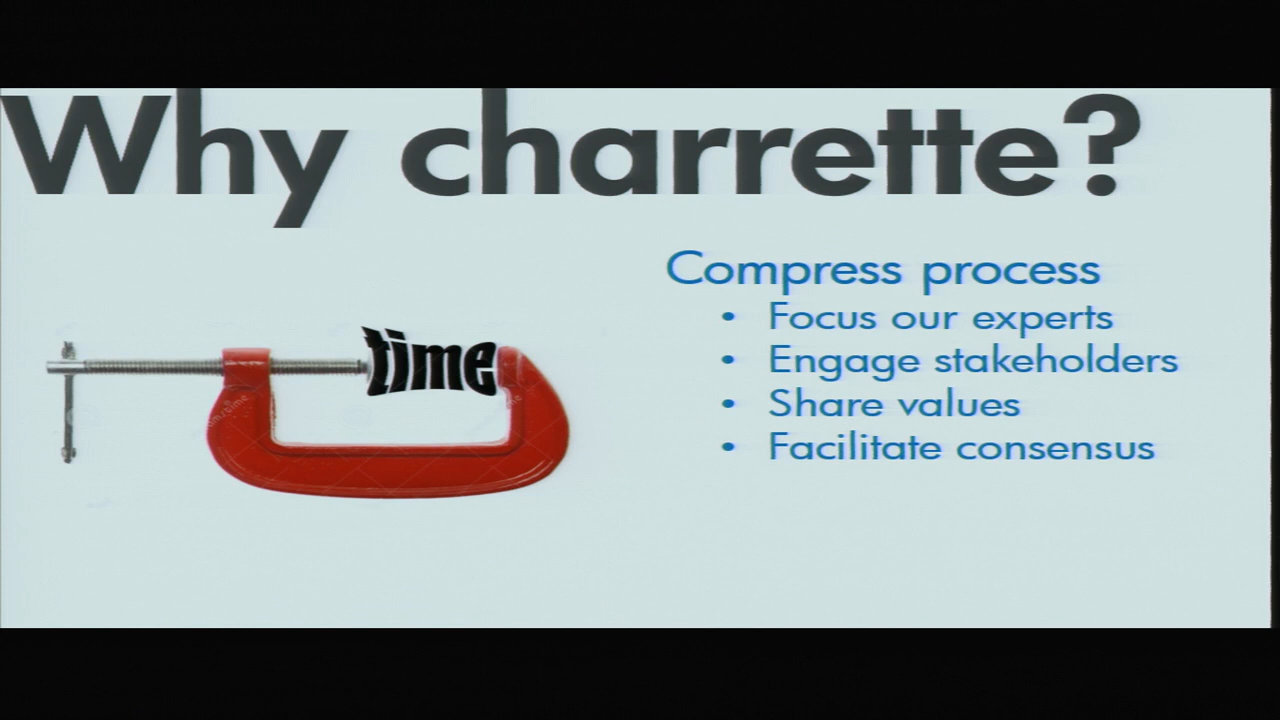 Why charrette?
time
Compress process
• Focus our experts
• Engage stakeholders
• Share values
• Facilitate consensus